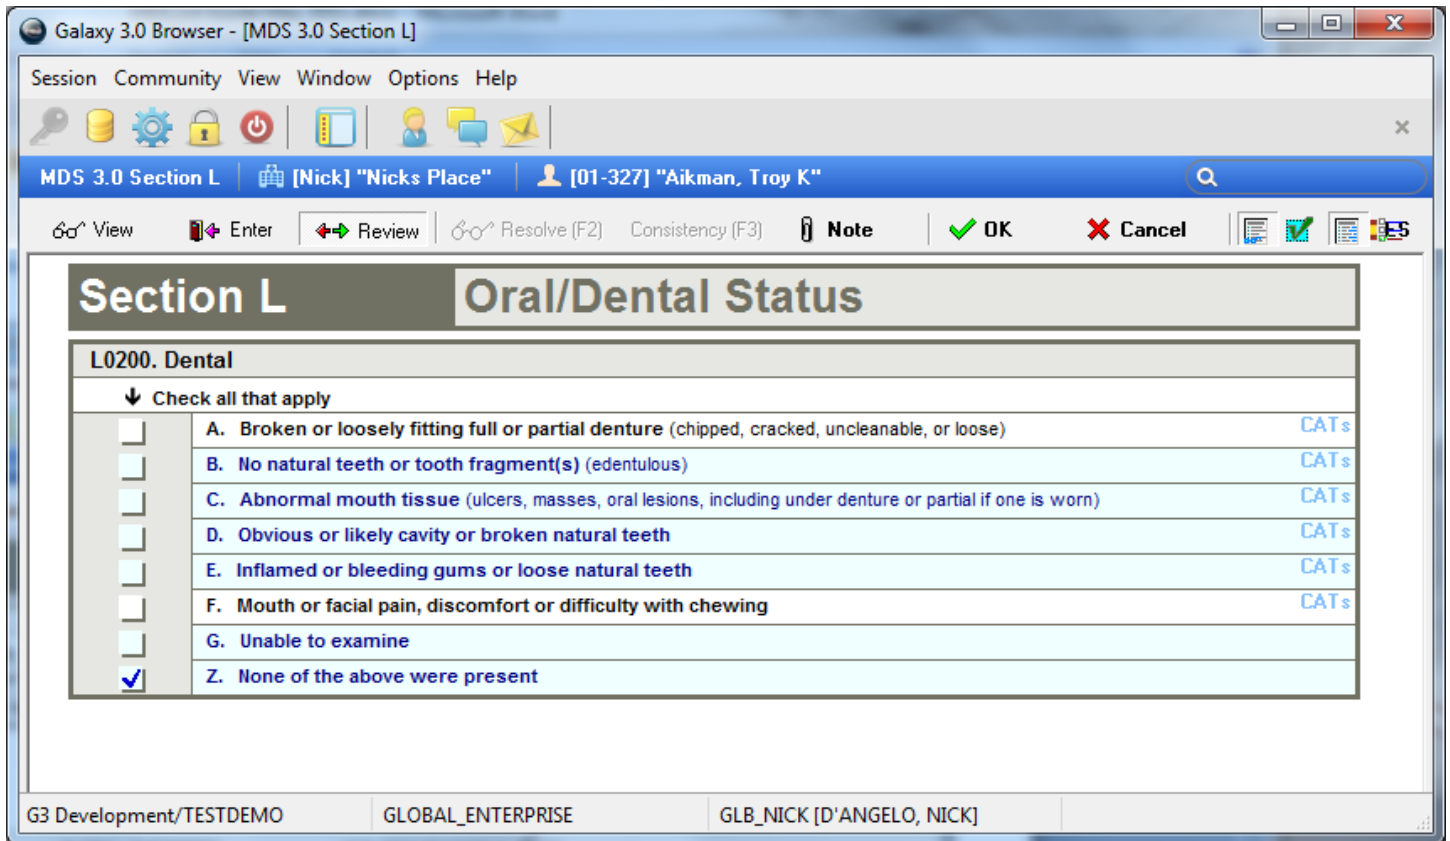 Galaxy 3.0 Browser - [MDS 3.0 Section L]
Session Community View Window Options Help
MDS 3.0 Section L [Nick] "Nicks Place" [01-327] "Aikman, Troy K"
View Enter Review Resolve (F2) Consistency (F3) Note OK Cancel ES
Section L Oral/Dental Status
L0200. Dental
Check all that apply
A. Broken or loosely fitting full or partial denture (chipped, cracked, uncleanable, or loose) CATs
B. No natural teeth or tooth fragment(s) (edentulous) CATs
C. Abnormal mouth tissue (ulcers, masses, oral lesions, including under denture or partial if one is worn) CATs
D. Obvious or likely cavity or broken natural teeth CATs
E. Inflamed or bleeding gums or loose natural teeth CATs
F. Mouth or facial pain, discomfort or difficulty with chewing CATs
G. Unable to examine
Z. None of the above were present
G3 Development/TESTDEMO GLOBAL_ENTERPRISE GLB_NICK [D'ANGELO, NICK]